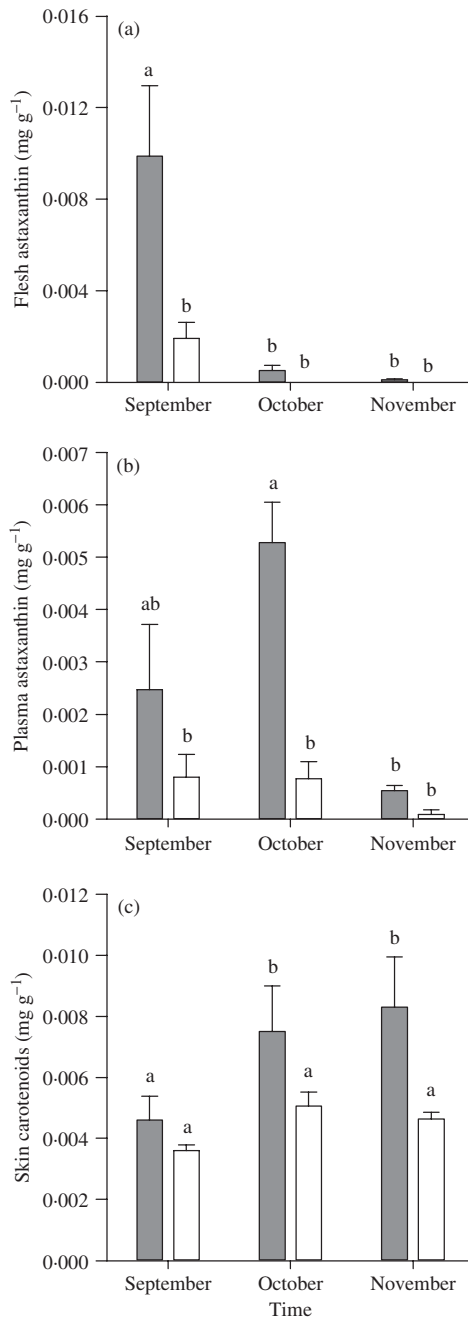 (a)
Flesh astaxanthin (mg g⁻¹)
0·016
0·012
0·008
0·004
0·000
a
b
b
b
b
b
September
October
November
(b)
Plasma astaxanthin (mg g⁻¹)
0·007
0·006
0·005
0·004
0·003
0·002
0·001
0·000
ab
b
a
b
b
b
September
October
November
(c)
Skin carotenoids (mg g⁻¹)
0·012
0·010
0·008
0·006
0·004
0·002
0·000
a
a
b
a
b
a
September
October
November
Time